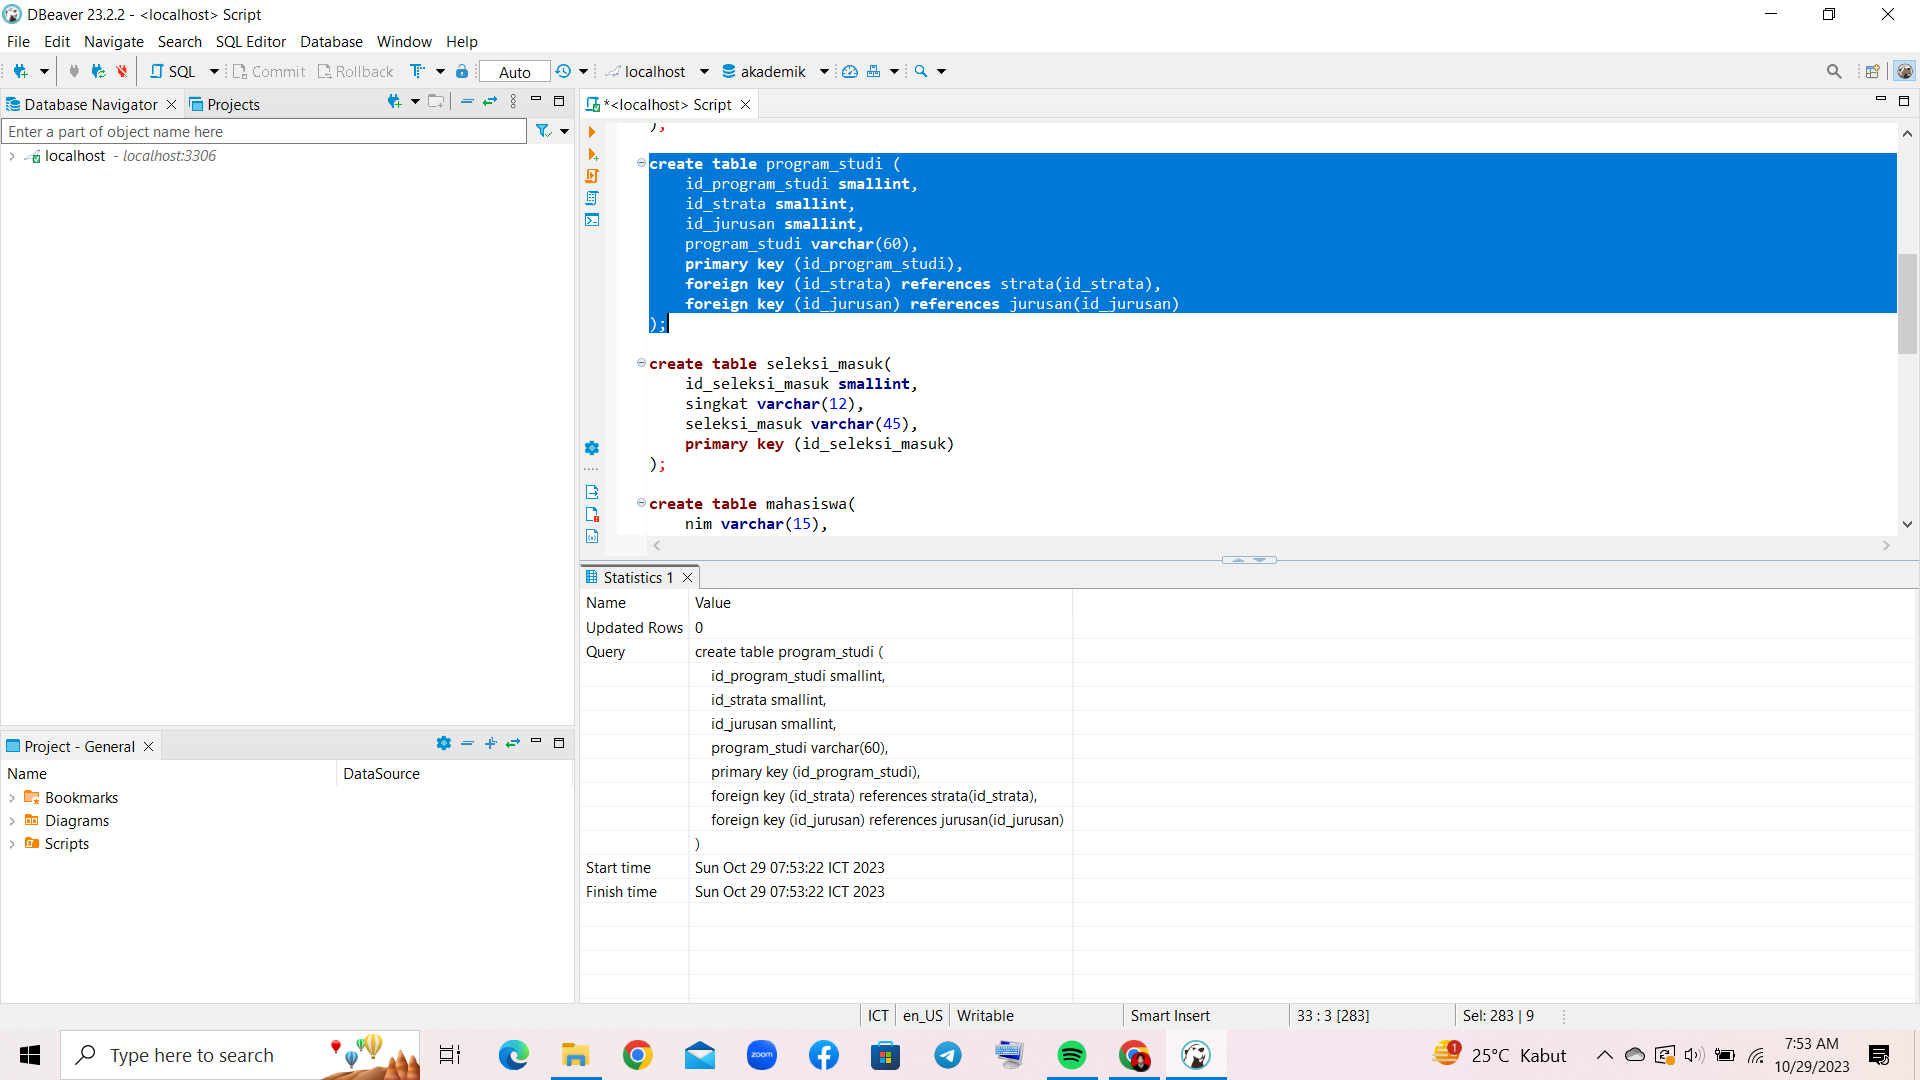 DBeaver 23.2.2 - <localhost> Script
File Edit Navigate Search SQL Editor Database Window Help
SQL Commit Rollback Auto localhost akademik
Database Navigator Projects
*<localhost> Script
Enter a part of object name here
localhost - localhost:3306
);
create table program_studi (
id_program_studi smallint,
id_strata smallint,
id_jurusan smallint,
program_studi varchar(60),
primary key (id_program_studi),
foreign key (id_strata) references strata(id_strata),
foreign key (id_jurusan) references jurusan(id_jurusan)
);
create table seleksi_masuk(
id_seleksi_masuk smallint,
singkat varchar(12),
seleksi_masuk varchar(45),
primary key (id_seleksi_masuk)
);
create table mahasiswa(
nim varchar(15),
Statistics 1
Name Value
Updated Rows 0
Query create table program_studi (
id_program_studi smallint,
id_strata smallint,
id_jurusan smallint,
program_studi varchar(60),
primary key (id_program_studi),
foreign key (id_strata) references strata(id_strata),
foreign key (id_jurusan) references jurusan(id_jurusan)
)
Start time Sun Oct 29 07:53:22 ICT 2023
Finish time Sun Oct 29 07:53:22 ICT 2023
Project - General
Name DataSource
Bookmarks
Diagrams
Scripts
ICT en_US Writable Smart Insert 33 : 3 [283] Sel: 283 | 9
Type here to search
zoom
1
25°C Kabut
7:53 AM
10/29/2023